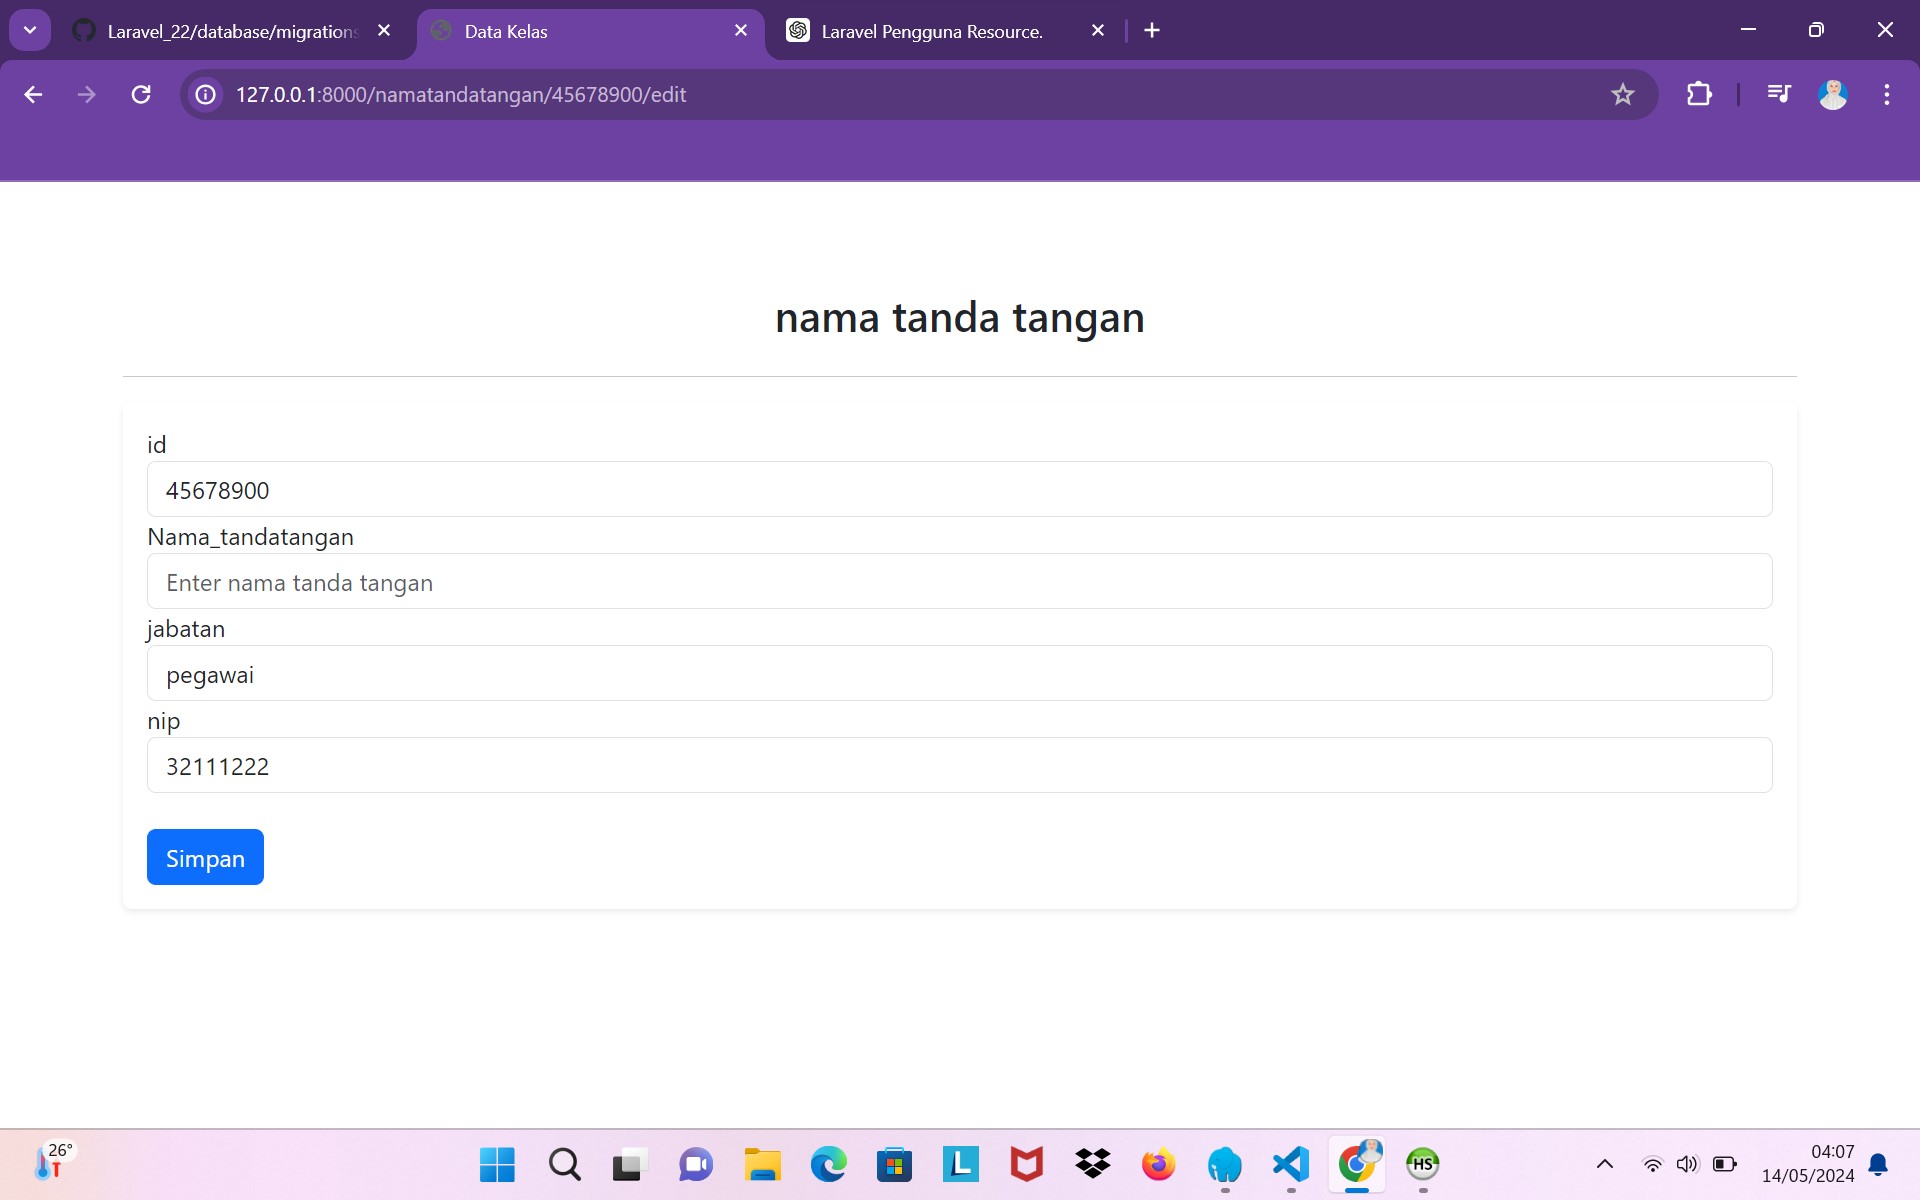 Laravel_22/database/migrations
Data Kelas
Laravel Pengguna Resource.
127.0.0.1:8000/namatandatangan/45678900/edit
nama tanda tangan
id
45678900
Nama_tandatangan
Enter nama tanda tangan
jabatan
pegawai
nip
32111222
Simpan
26°
L
HS
04:07
14/05/2024